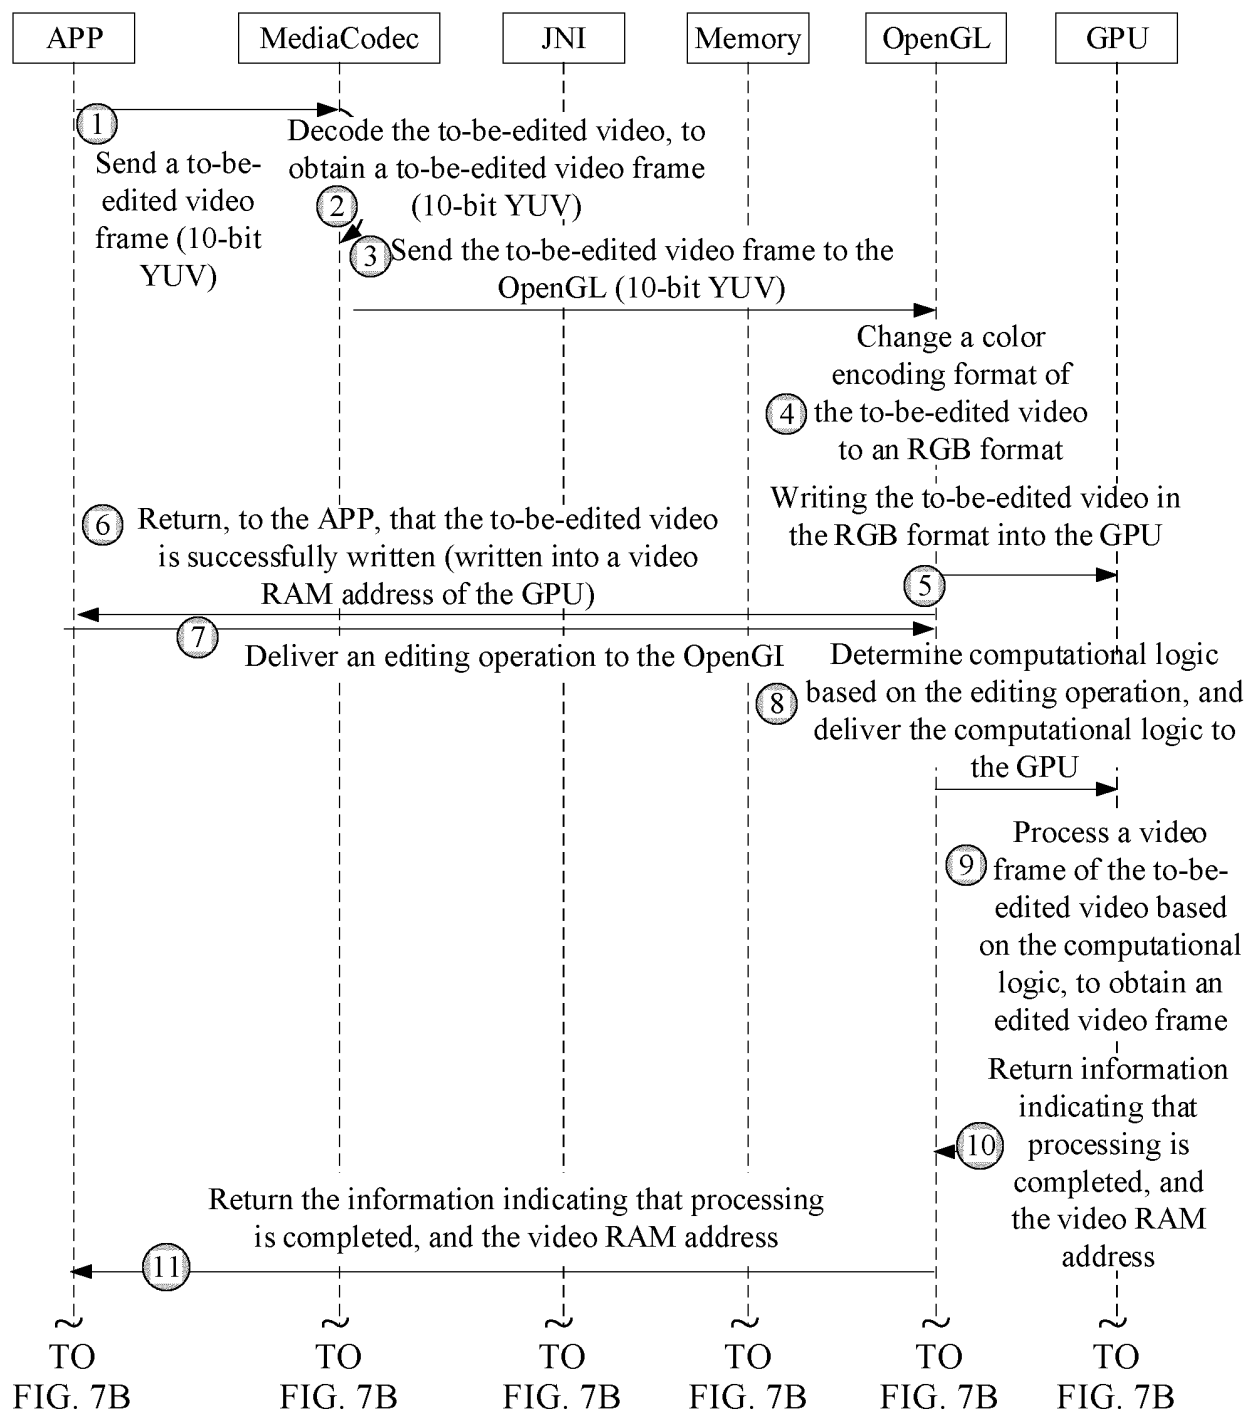 APP
MediaCodec
JNI
Memory
OpenGL
GPU
1
Send a to-be-
edited video
frame (10-bit
YUV)
Decode the to-be-edited video, to
obtain a to-be-edited video frame
(10-bit YUV)
2
3
Send the to-be-edited video frame to the
OpenGL (10-bit YUV)
Change a color
encoding format of
the to-be-edited video
to an RGB format
4
Writing the to-be-edited video in
the RGB format into the GPU
5
6
Return, to the APP, that the to-be-edited video
is successfully written (written into a video
RAM address of the GPU)
7
Deliver an editing operation to the OpenGI
8
Determine computational logic
based on the editing operation, and
deliver the computational logic to
the GPU
9
Process a video
frame of the to-be-
edited video based
on the computational
logic, to obtain an
edited video frame
10
Return information
indicating that
processing is
completed, and
the video RAM
address
Return the information indicating that processing
is completed, and the video RAM address
11
TO
FIG. 7B
TO
FIG. 7B
TO
FIG. 7B
TO
FIG. 7B
TO
FIG. 7B
TO
FIG. 7B